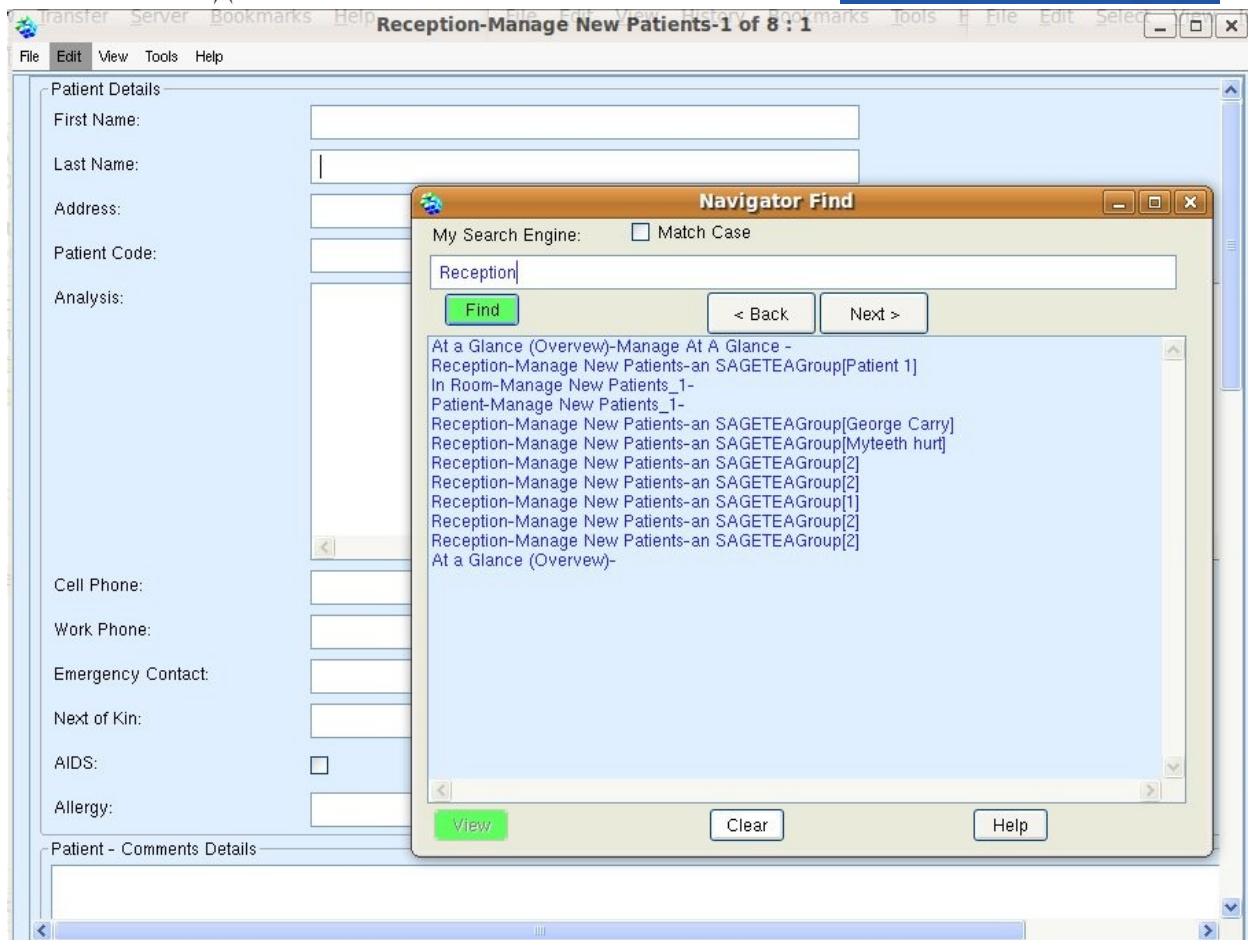 Transfer Server Bookmarks Help File Edit View History Bookmarks Tools H File Edit Select View
Reception-Manage New Patients-1 of 8 : 1
File Edit View Tools Help
Patient Details
First Name:
Last Name:
Address:
Patient Code:
Analysis:
Cell Phone:
Work Phone:
Emergency Contact:
Next of Kin:
AIDS:
Allergy:
Patient - Comments Details
Navigator Find
My Search Engine: Match Case
Reception
Find < Back Next >
At a Glance (Overvew)-Manage At A Glance -
Reception-Manage New Patients-an SAGETEAGroup[Patient 1]
In Room-Manage New Patients_1-
Patient-Manage New Patients_1-
Reception-Manage New Patients-an SAGETEAGroup[George Carry]
Reception-Manage New Patients-an SAGETEAGroup[Myteeth hurt]
Reception-Manage New Patients-an SAGETEAGroup[2]
Reception-Manage New Patients-an SAGETEAGroup[2]
Reception-Manage New Patients-an SAGETEAGroup[1]
Reception-Manage New Patients-an SAGETEAGroup[2]
Reception-Manage New Patients-an SAGETEAGroup[2]
At a Glance (Overvew)-
View Clear Help